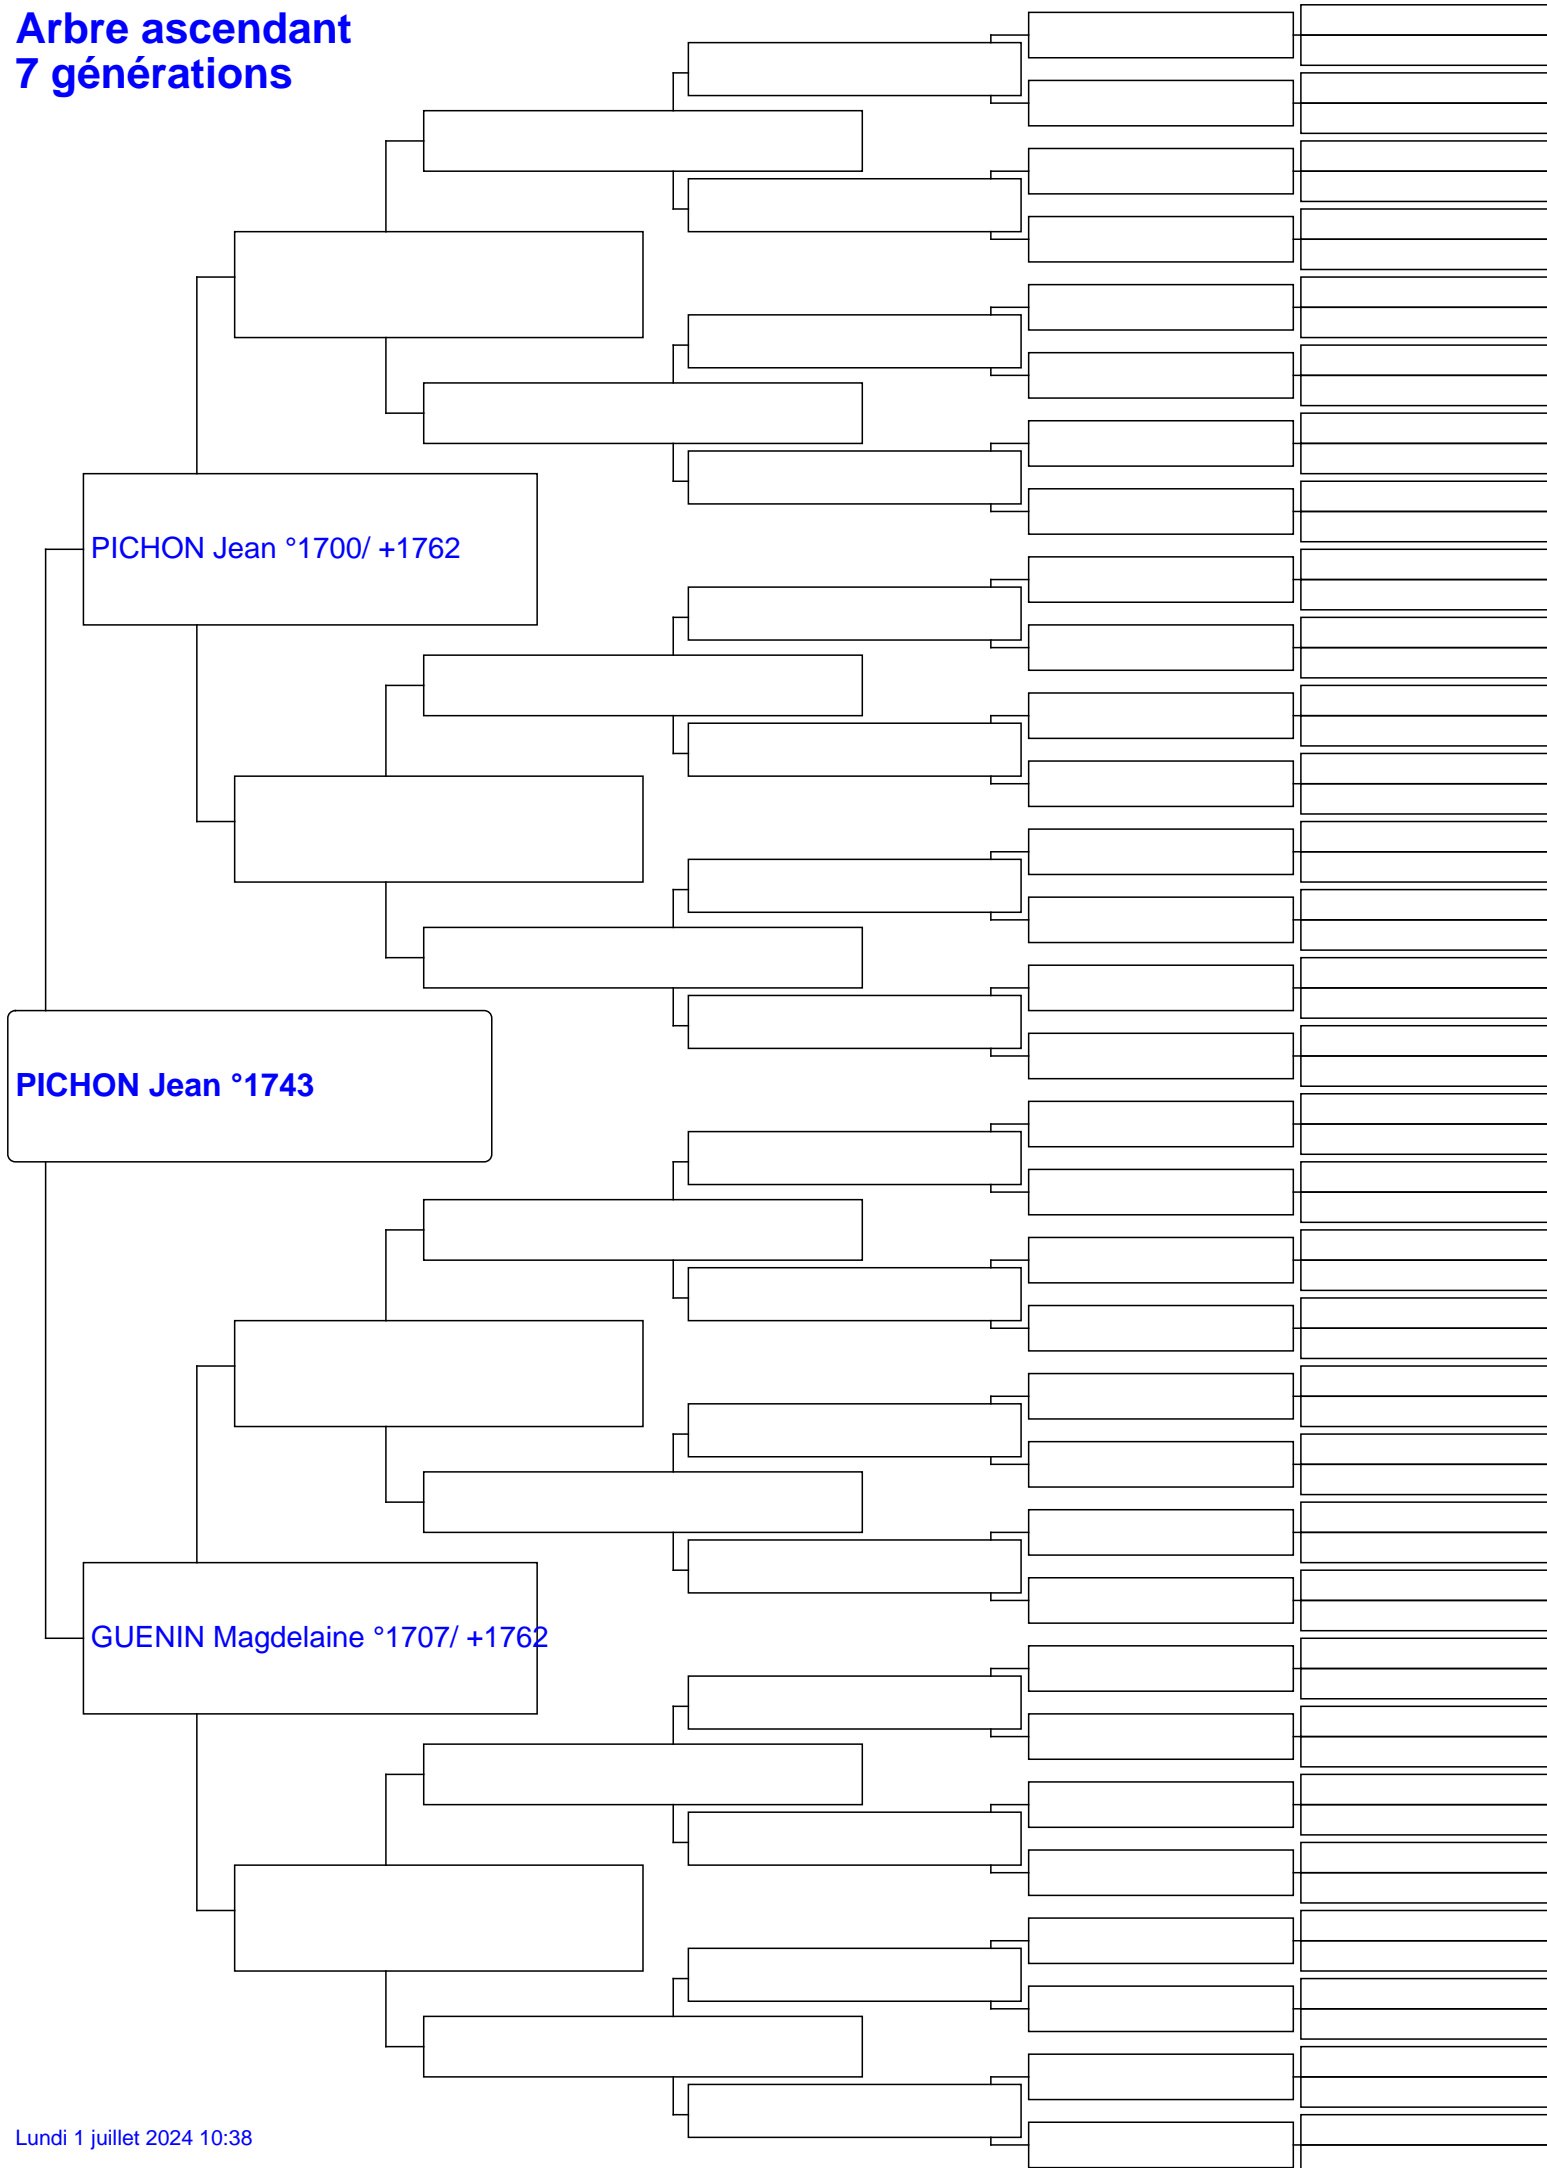 Arbre ascendant
7 générations
PICHON Jean °1700/ +1762
PICHON Jean °1743
GUENIN Magdelaine °1707/ +1762
Lundi 1 juillet 2024 10:38